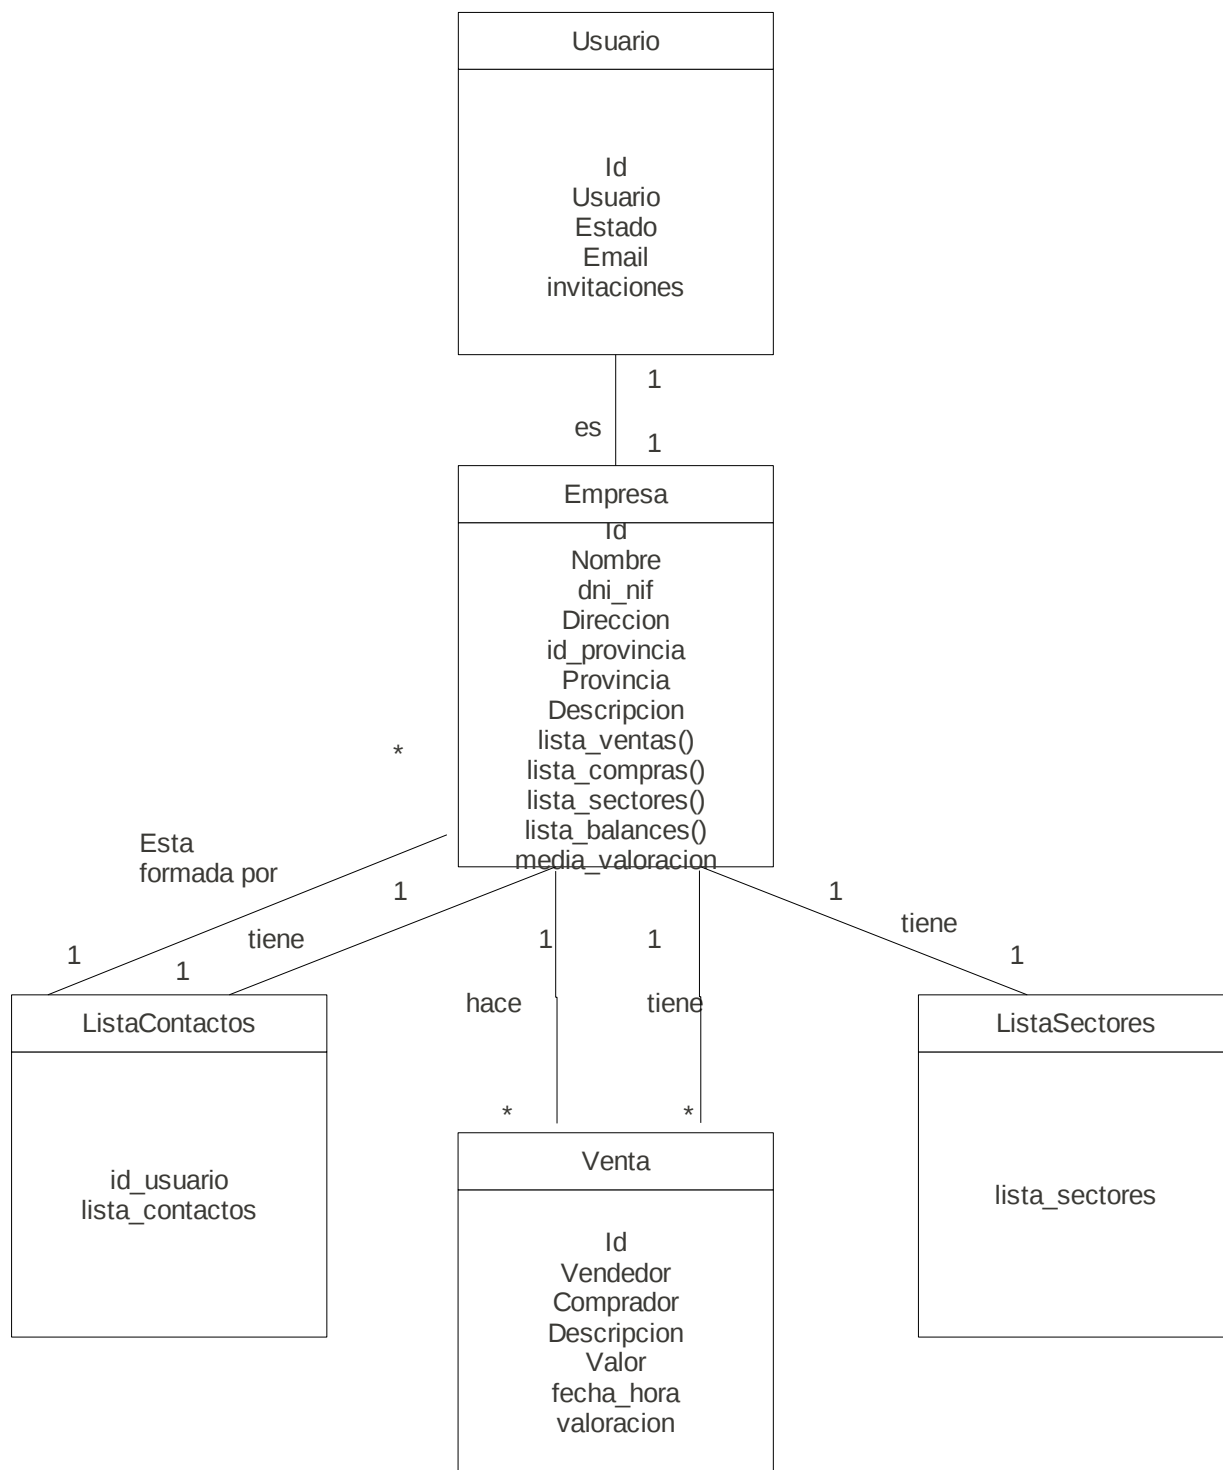 Usuario
Id
Usuario
Estado
Email
invitaciones
1
es
1
Empresa
Id
Nombre
dni_nif
Direccion
id_provincia
Provincia
Descripcion
lista_ventas()
lista_compras()
lista_sectores()
lista_balances()
media_valoracion
*
Esta
formada por
1
tiene
1
1
1
hace
*
1
tiene
*
1
tiene
1
ListaContactos
id_usuario
lista_contactos
Venta
Id
Vendedor
Comprador
Descripcion
Valor
fecha_hora
valoracion
ListaSectores
lista_sectores